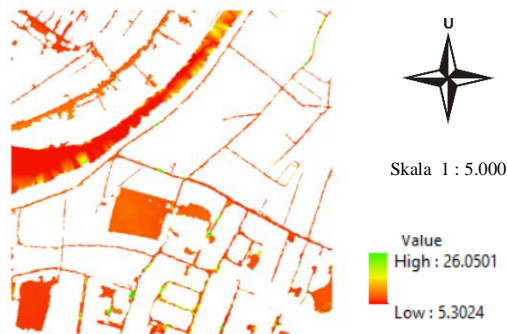 U
Skala 1 : 5.000
Value
High : 26.0501
Low : 5.3024